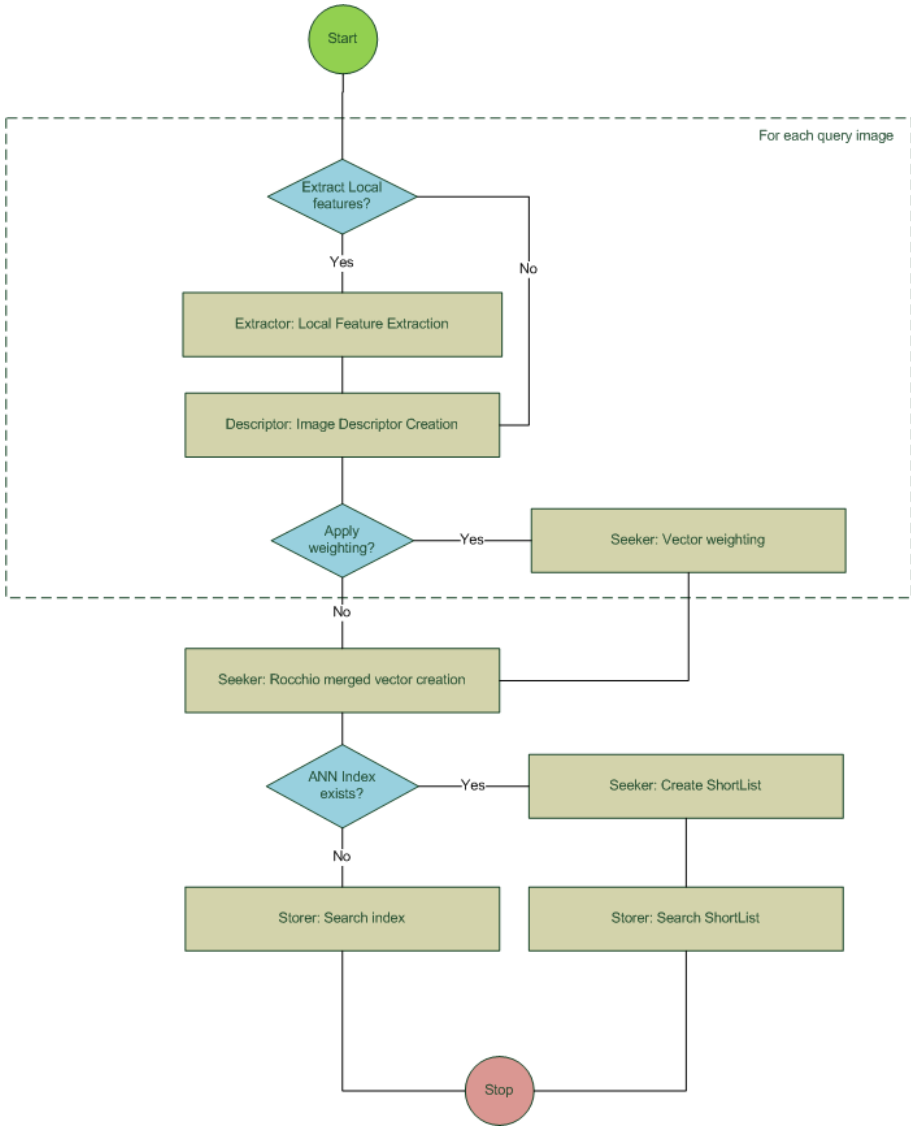 Start
For each query image
Extract Local
features?
Yes
No
Extractor: Local Feature Extraction
Descriptor: Image Descriptor Creation
Apply
weighting?
Yes
Seeker: Vector weighting
No
Seeker: Rocchio merged vector creation
ANN Index
exists?
Yes
Seeker: Create ShortList
No
Storer: Search index
Storer: Search ShortList
Stop